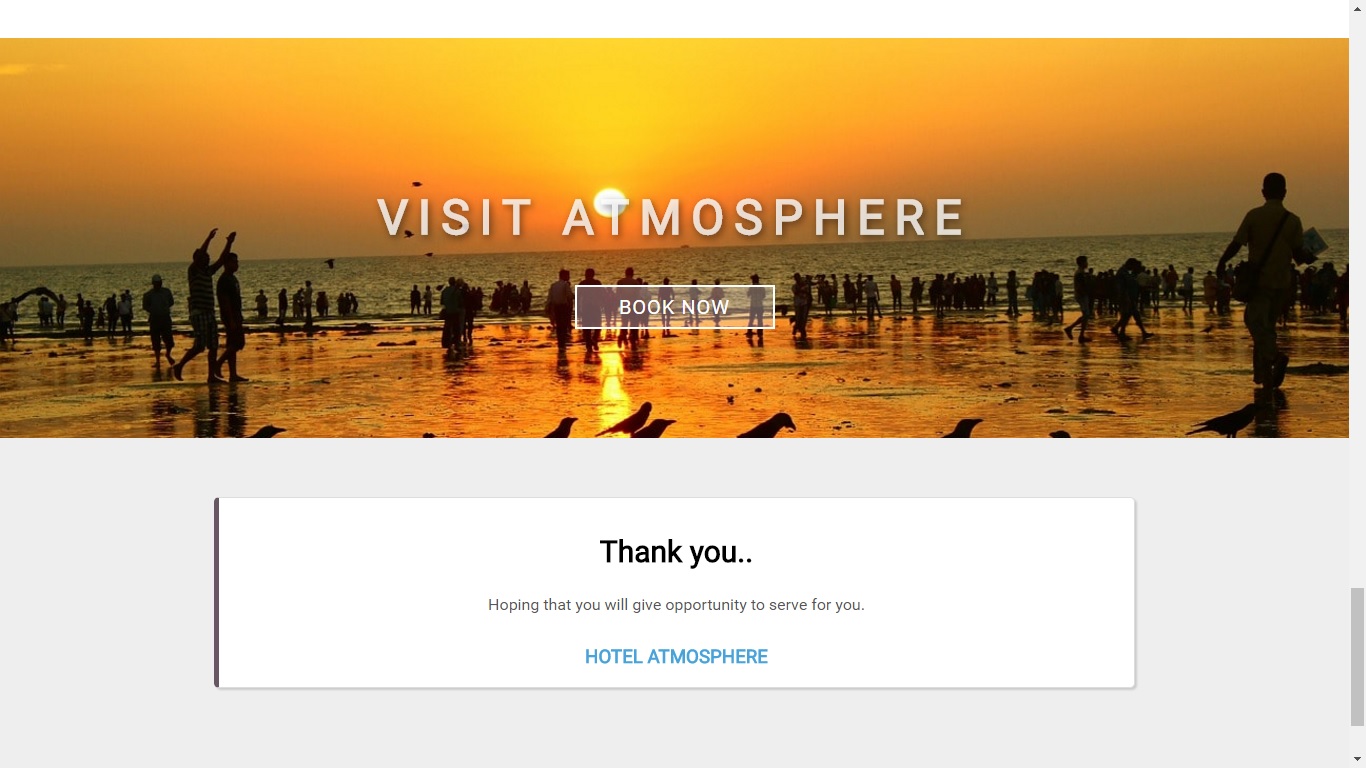 VISIT ATMOSPHERE
BOOK NOW
Thank you..
Hoping that you will give opportunity to serve for you.
HOTEL ATMOSPHERE